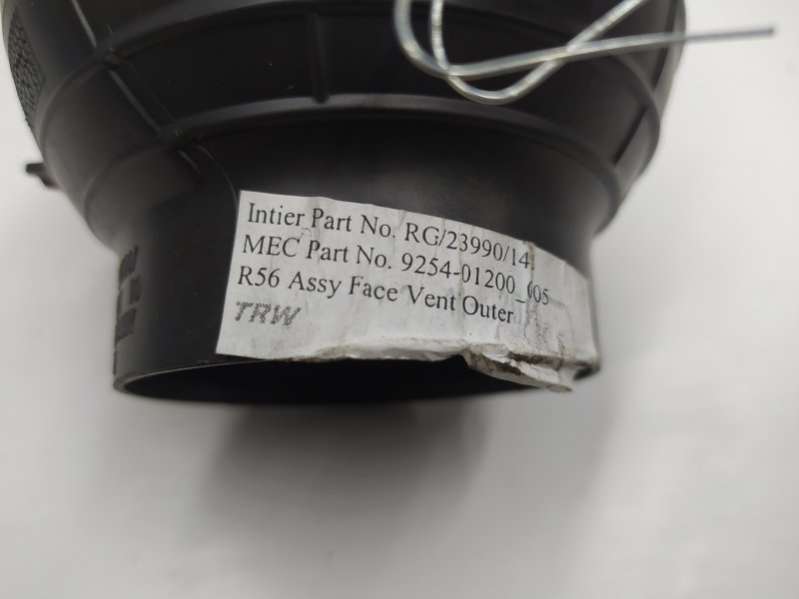 Intier Part No. RG/23990/14
MEC Part No. 9254-01200_005
R56 Assy Face Vent Outer
TRW